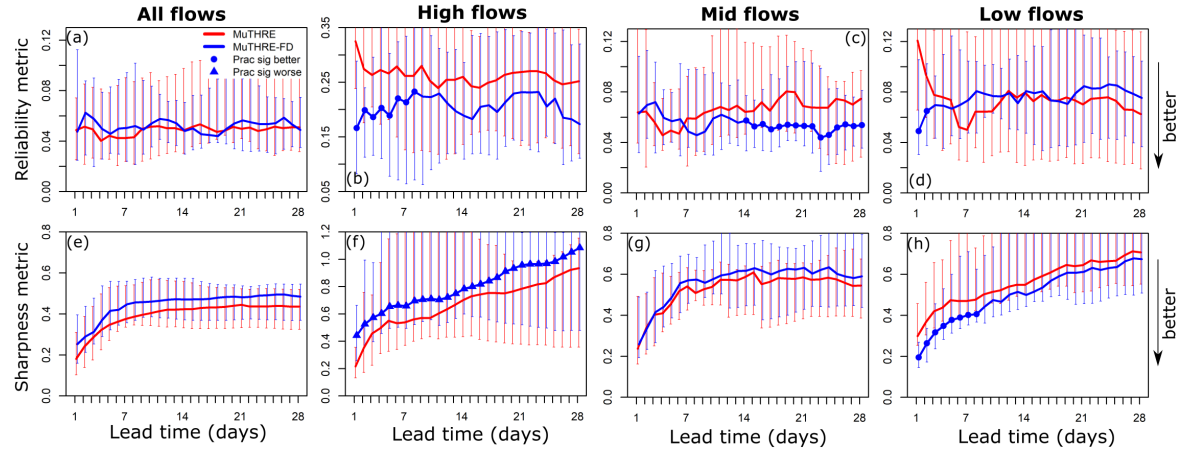 All flows
High flows
Mid flows
Low flows
Reliability metric
0.00 0.04 0.08 0.12
(a)
MuTHRE
MuTHRE-FD
Prac sig better
Prac sig worse
1 7 14 21 28
0.05 0.15 0.25 0.35
(b)
1 7 14 21 28
0.00 0.04 0.08 0.12
(c)
1 7 14 21 28
0.00 0.04 0.08 0.12
(d)
1 7 14 21 28
better
Sharpness metric
0.0 0.2 0.4 0.6 0.8
(e)
1 7 14 21 28
Lead time (days)
0.0 0.2 0.4 0.6 0.8 1.0 1.2
(f)
1 7 14 21 28
Lead time (days)
0.0 0.2 0.4 0.6 0.8
(g)
1 7 14 21 28
Lead time (days)
0.0 0.2 0.4 0.6 0.8
(h)
1 7 14 21 28
Lead time (days)
better